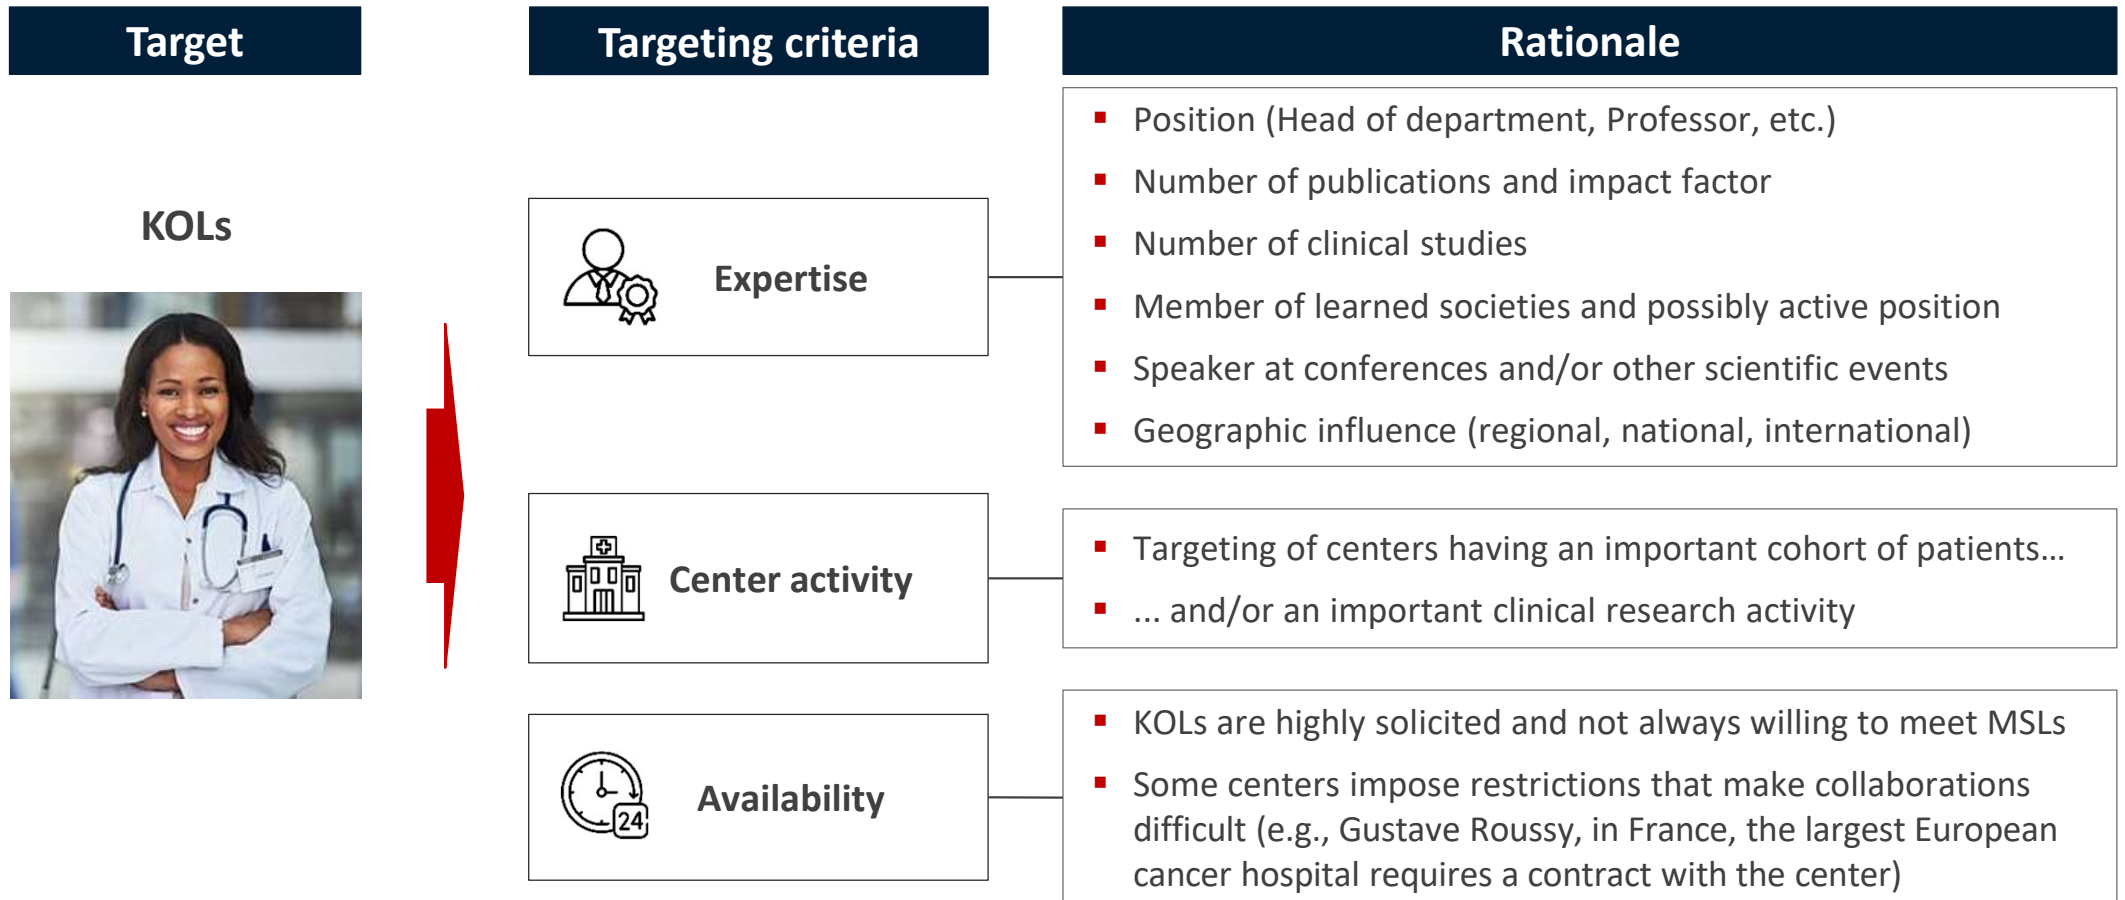 Target
Targeting criteria
Rationale
KOLs
Expertise
Position (Head of department, Professor, etc.)
Number of publications and impact factor
Number of clinical studies
Member of learned societies and possibly active position
Speaker at conferences and/or other scientific events
Geographic influence (regional, national, international)
Center activity
Targeting of centers having an important cohort of patients...
... and/or an important clinical research activity
24
Availability
KOLs are highly solicited and not always willing to meet MSLs
Some centers impose restrictions that make collaborations
difficult (e.g., Gustave Roussy, in France, the largest European
cancer hospital requires a contract with the center)